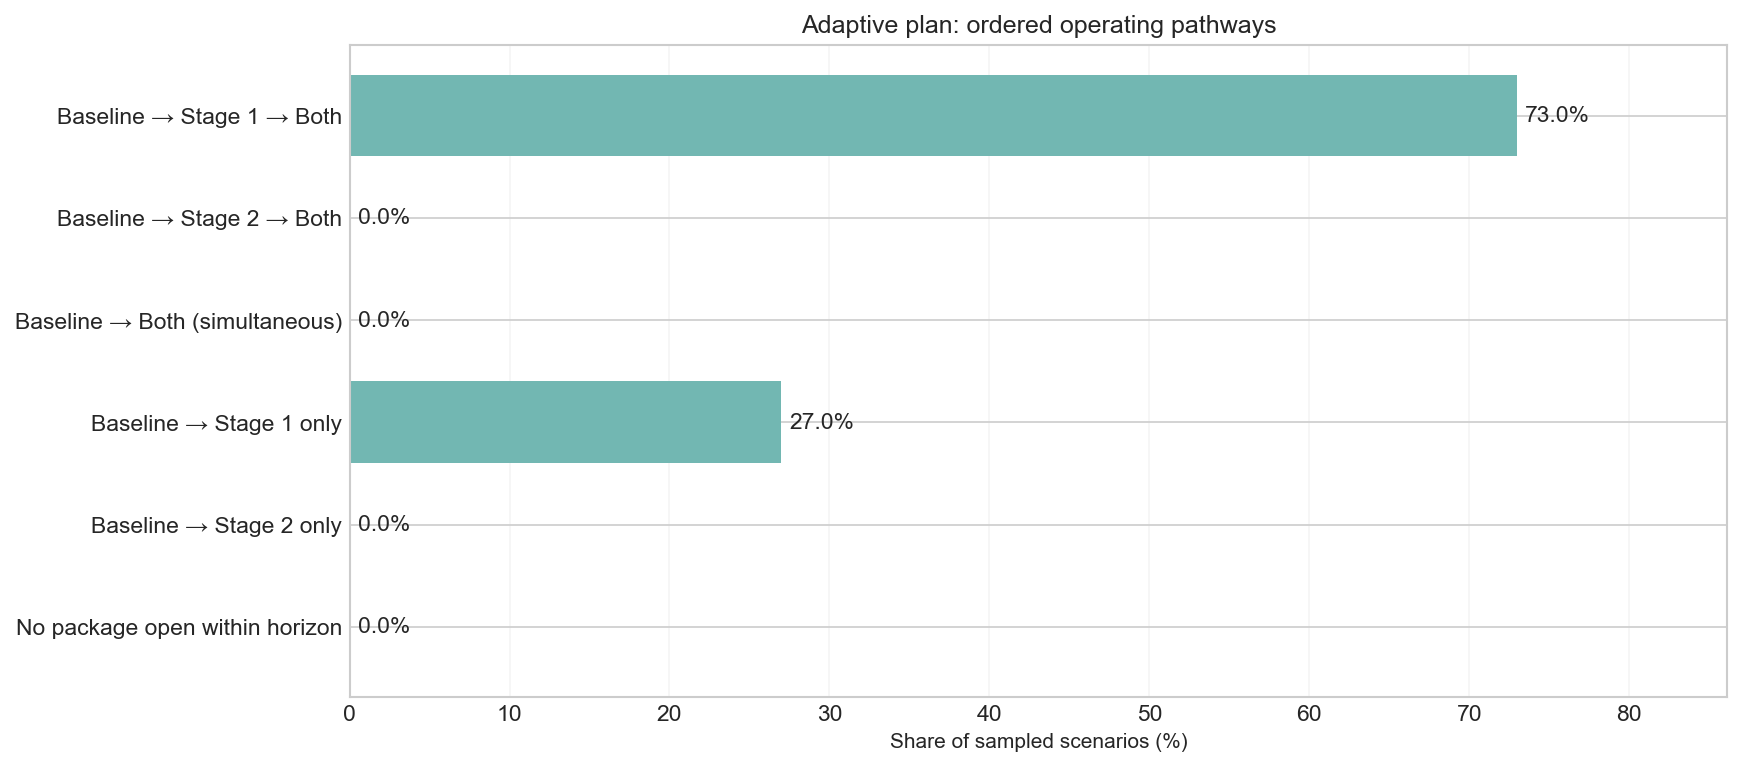 Adaptive plan: ordered operating pathways
Baseline → Stage 1 → Both
73.0%
Baseline → Stage 2 → Both
0.0%
Baseline → Both (simultaneous)
0.0%
Baseline → Stage 1 only
27.0%
Baseline → Stage 2 only
0.0%
No package open within horizon
0.0%
0 10 20 30 40 50 60 70 80
Share of sampled scenarios (%)